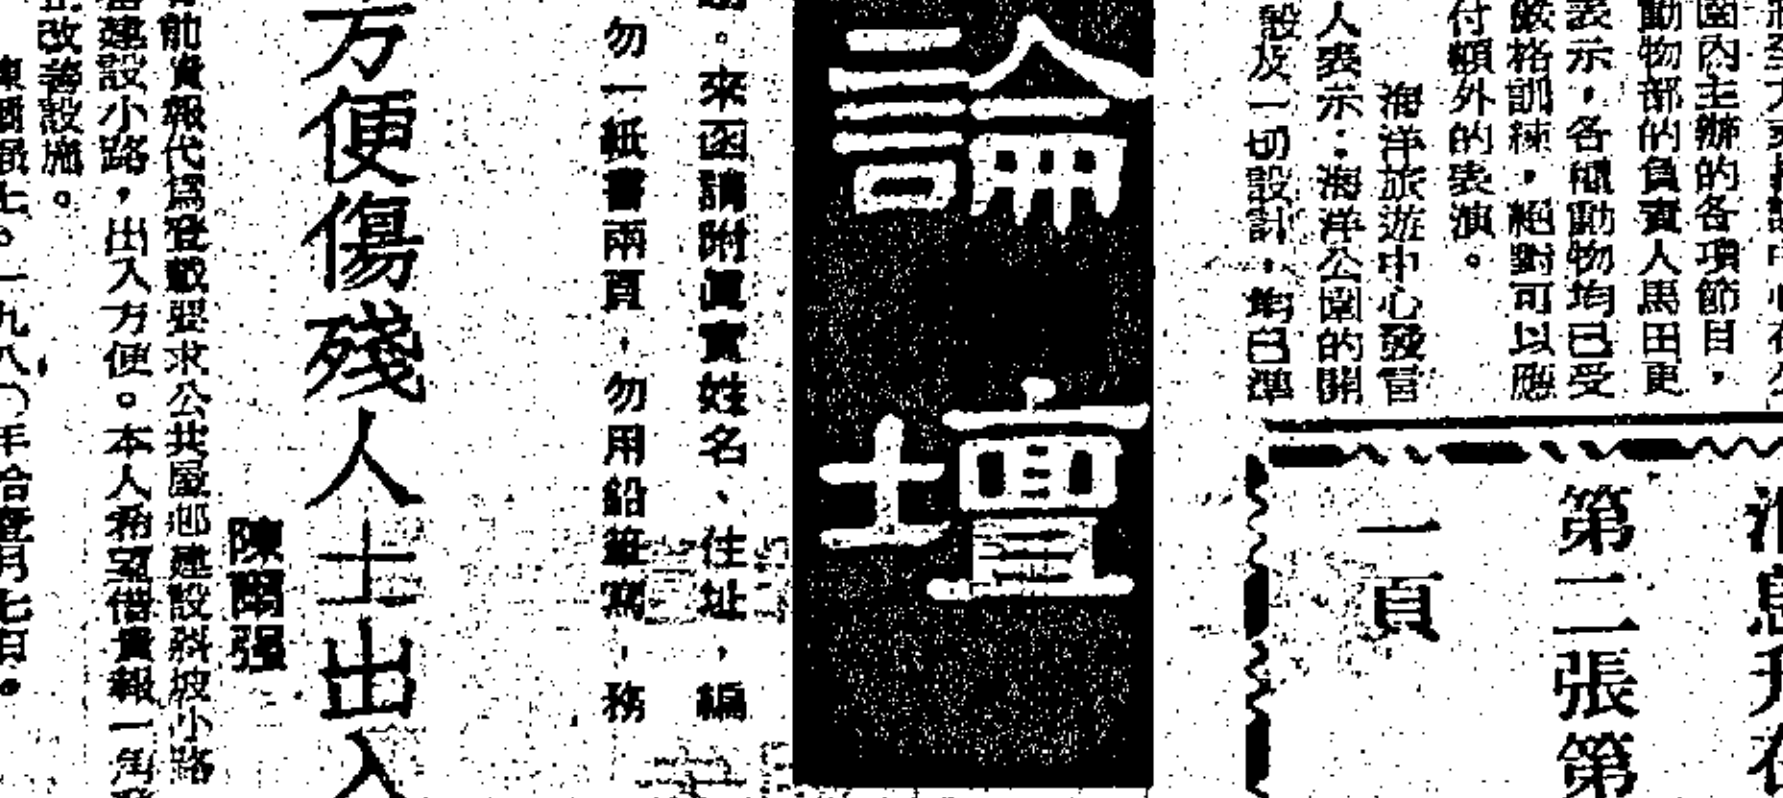 園內主辦的各項節目，
動物部的負責人馬田更
表示，各種動物均已受
嚴格訓練，絕對可以應
付額外的表演。
海洋旅遊中心發言
人表示：海洋公園的開
設及一切設計，均已準
第二張第
一頁
論壇
。來函請附眞實姓名、住址，編
勿一紙書兩頁，勿用鉛筆寫，務
方便傷殘人士出入
陳爾强
前貴報代爲登載要求公共屋邨建設斜坡小路
建設小路，出入方便。本人希望借貴報一角
改善設施。
七。一九八〇年拾壹月七日。